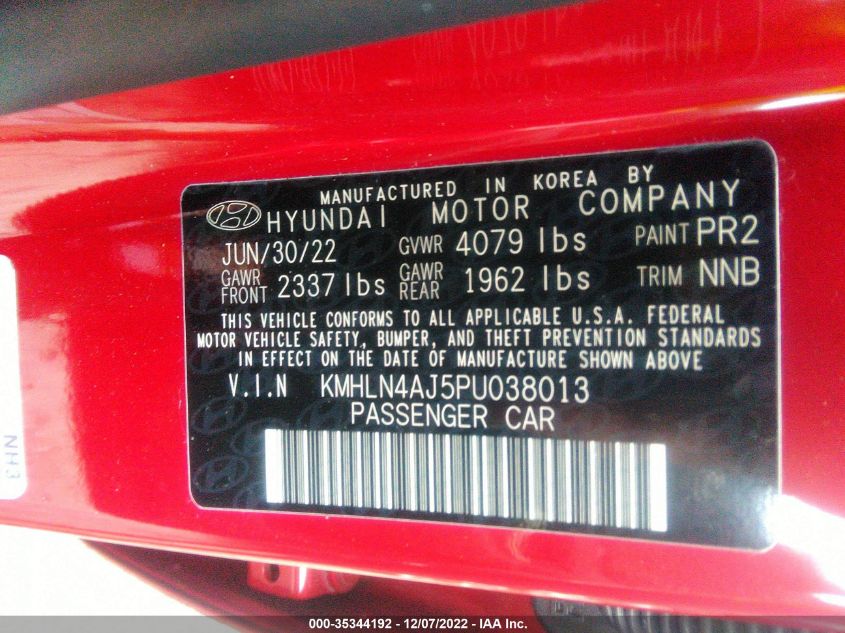 MANUFACTURED IN KOREA BY
HYUNDAI MOTOR COMPANY
JUN/30/22 GVWR 4079 lbs PAINT PR2
GAWR FRONT 2337 lbs GAWR REAR 1962 lbs TRIM NNB
THIS VEHICLE CONFORMS TO ALL APPLICABLE U.S.A. FEDERAL
MOTOR VEHICLE SAFETY, BUMPER, AND THEFT PREVENTION STANDARDS
IN EFFECT ON THE DATE OF MANUFACTURE SHOWN ABOVE
V.I.N KMHLN4AJ5PU038013
PASSENGER CAR
NH3
000-35344192 - 12/07/2022 - IAA Inc.